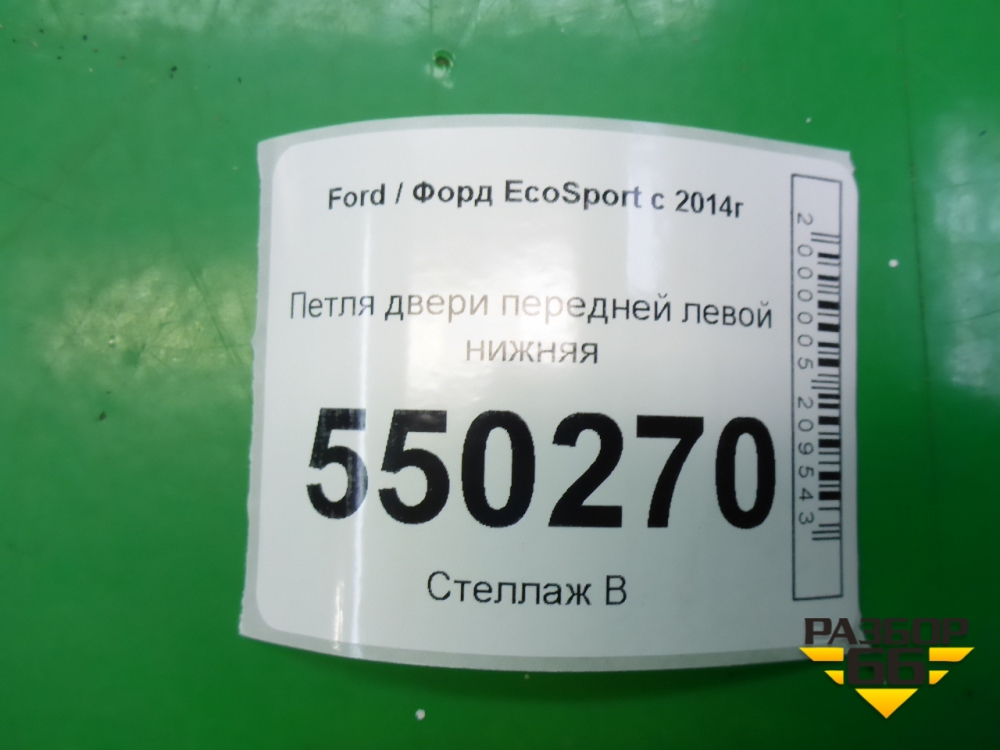 Ford / Форд EcoSport с 2014г
Петля двери передней левой
нижняя
550270
Стеллаж В
2000005209543
РАЗБОР
66